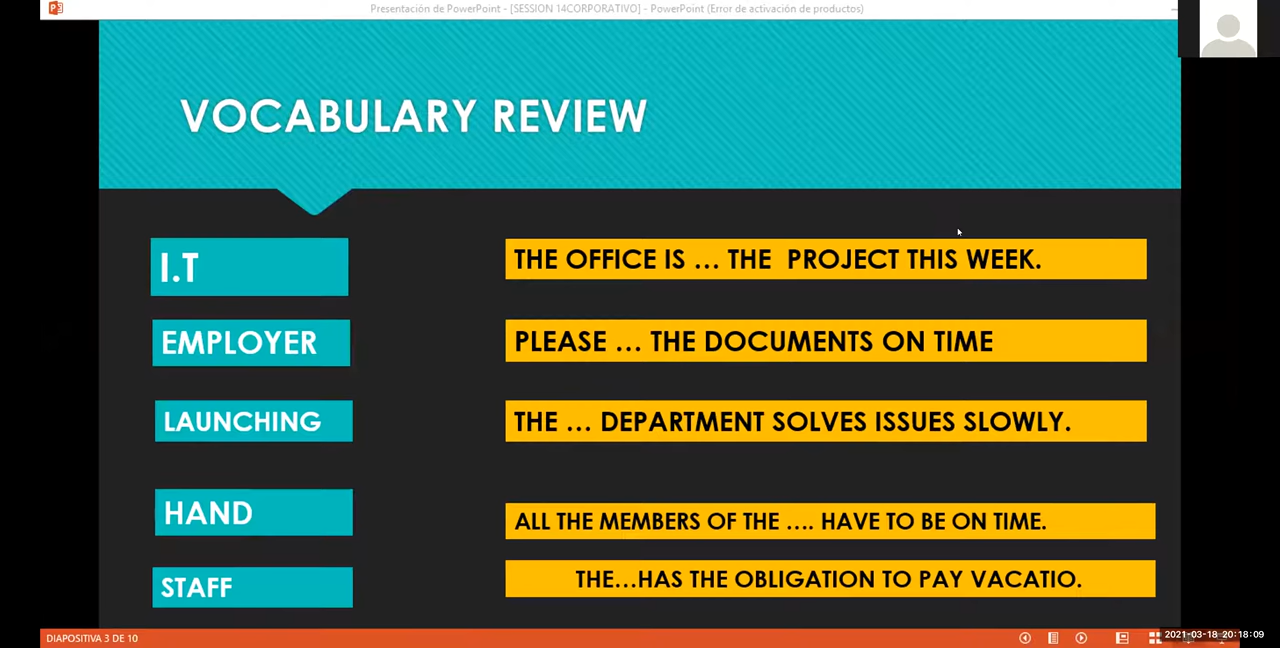 Presentación de PowerPoint - [SESSION 14CORPORATIVO] - PowerPoint (Error de activación de productos)
VOCABULARY REVIEW
I.T
THE OFFICE IS ... THE PROJECT THIS WEEK.
EMPLOYER
PLEASE ... THE DOCUMENTS ON TIME
LAUNCHING
THE ... DEPARTMENT SOLVES ISSUES SLOWLY.
HAND
ALL THE MEMBERS OF THE .... HAVE TO BE ON TIME.
STAFF
THE...HAS THE OBLIGATION TO PAY VACATIO.
DIAPOSITIVA 3 DE 10
2021-03-18 20:18:09